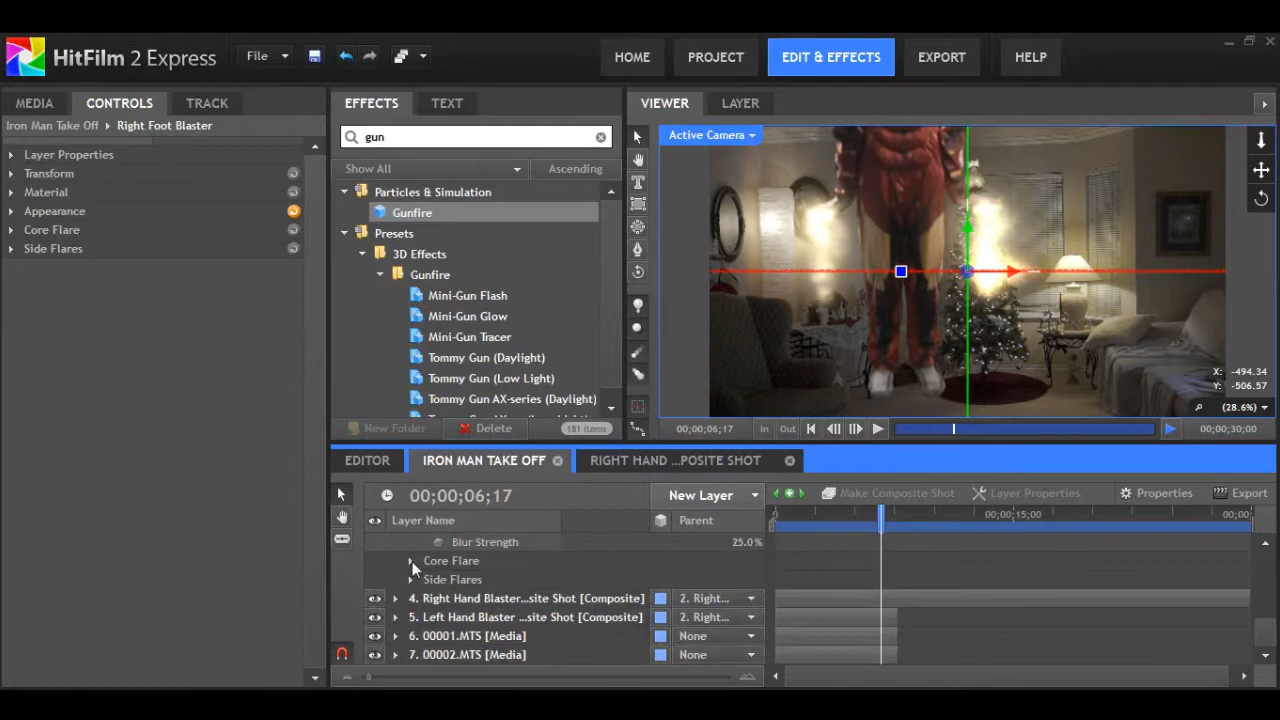 HitFilm 2 Express
File
HOME
PROJECT
EDIT & EFFECTS
EXPORT
HELP
MEDIA
CONTROLS
TRACK
Iron Man Take Off
Right Foot Blaster
Layer Properties
Transform
Material
Appearance
Core Flare
Side Flares
EFFECTS
TEXT
gun
Show All
Ascending
Particles & Simulation
Gunfire
Presets
3D Effects
Gunfire
Mini-Gun Flash
Mini-Gun Glow
Mini-Gun Tracer
Tommy Gun (Daylight)
Tommy Gun (Low Light)
Tommy Gun AX-series (Daylight)
New Folder
Delete
181 items
VIEWER
LAYER
Active Camera
X: -494.34
Y: -506.57
(28.6%)
00;00;06;17
In
Out
00;00;30;00
EDITOR
IRON MAN TAKE OFF
RIGHT HAND ...POSITE SHOT
00;00;06;17
New Layer
Make Composite Shot
Layer Properties
Properties
Export
Layer Name
Parent
0
00;00;15;00
00;00;
Blur Strength
25.0%
Core Flare
Side Flares
4. Right Hand Blaster...site Shot [Composite]
2. Right...
5. Left Hand Blaster ...site Shot [Composite]
2. Right...
6. 00001.MTS [Media]
None
7. 00002.MTS [Media]
None